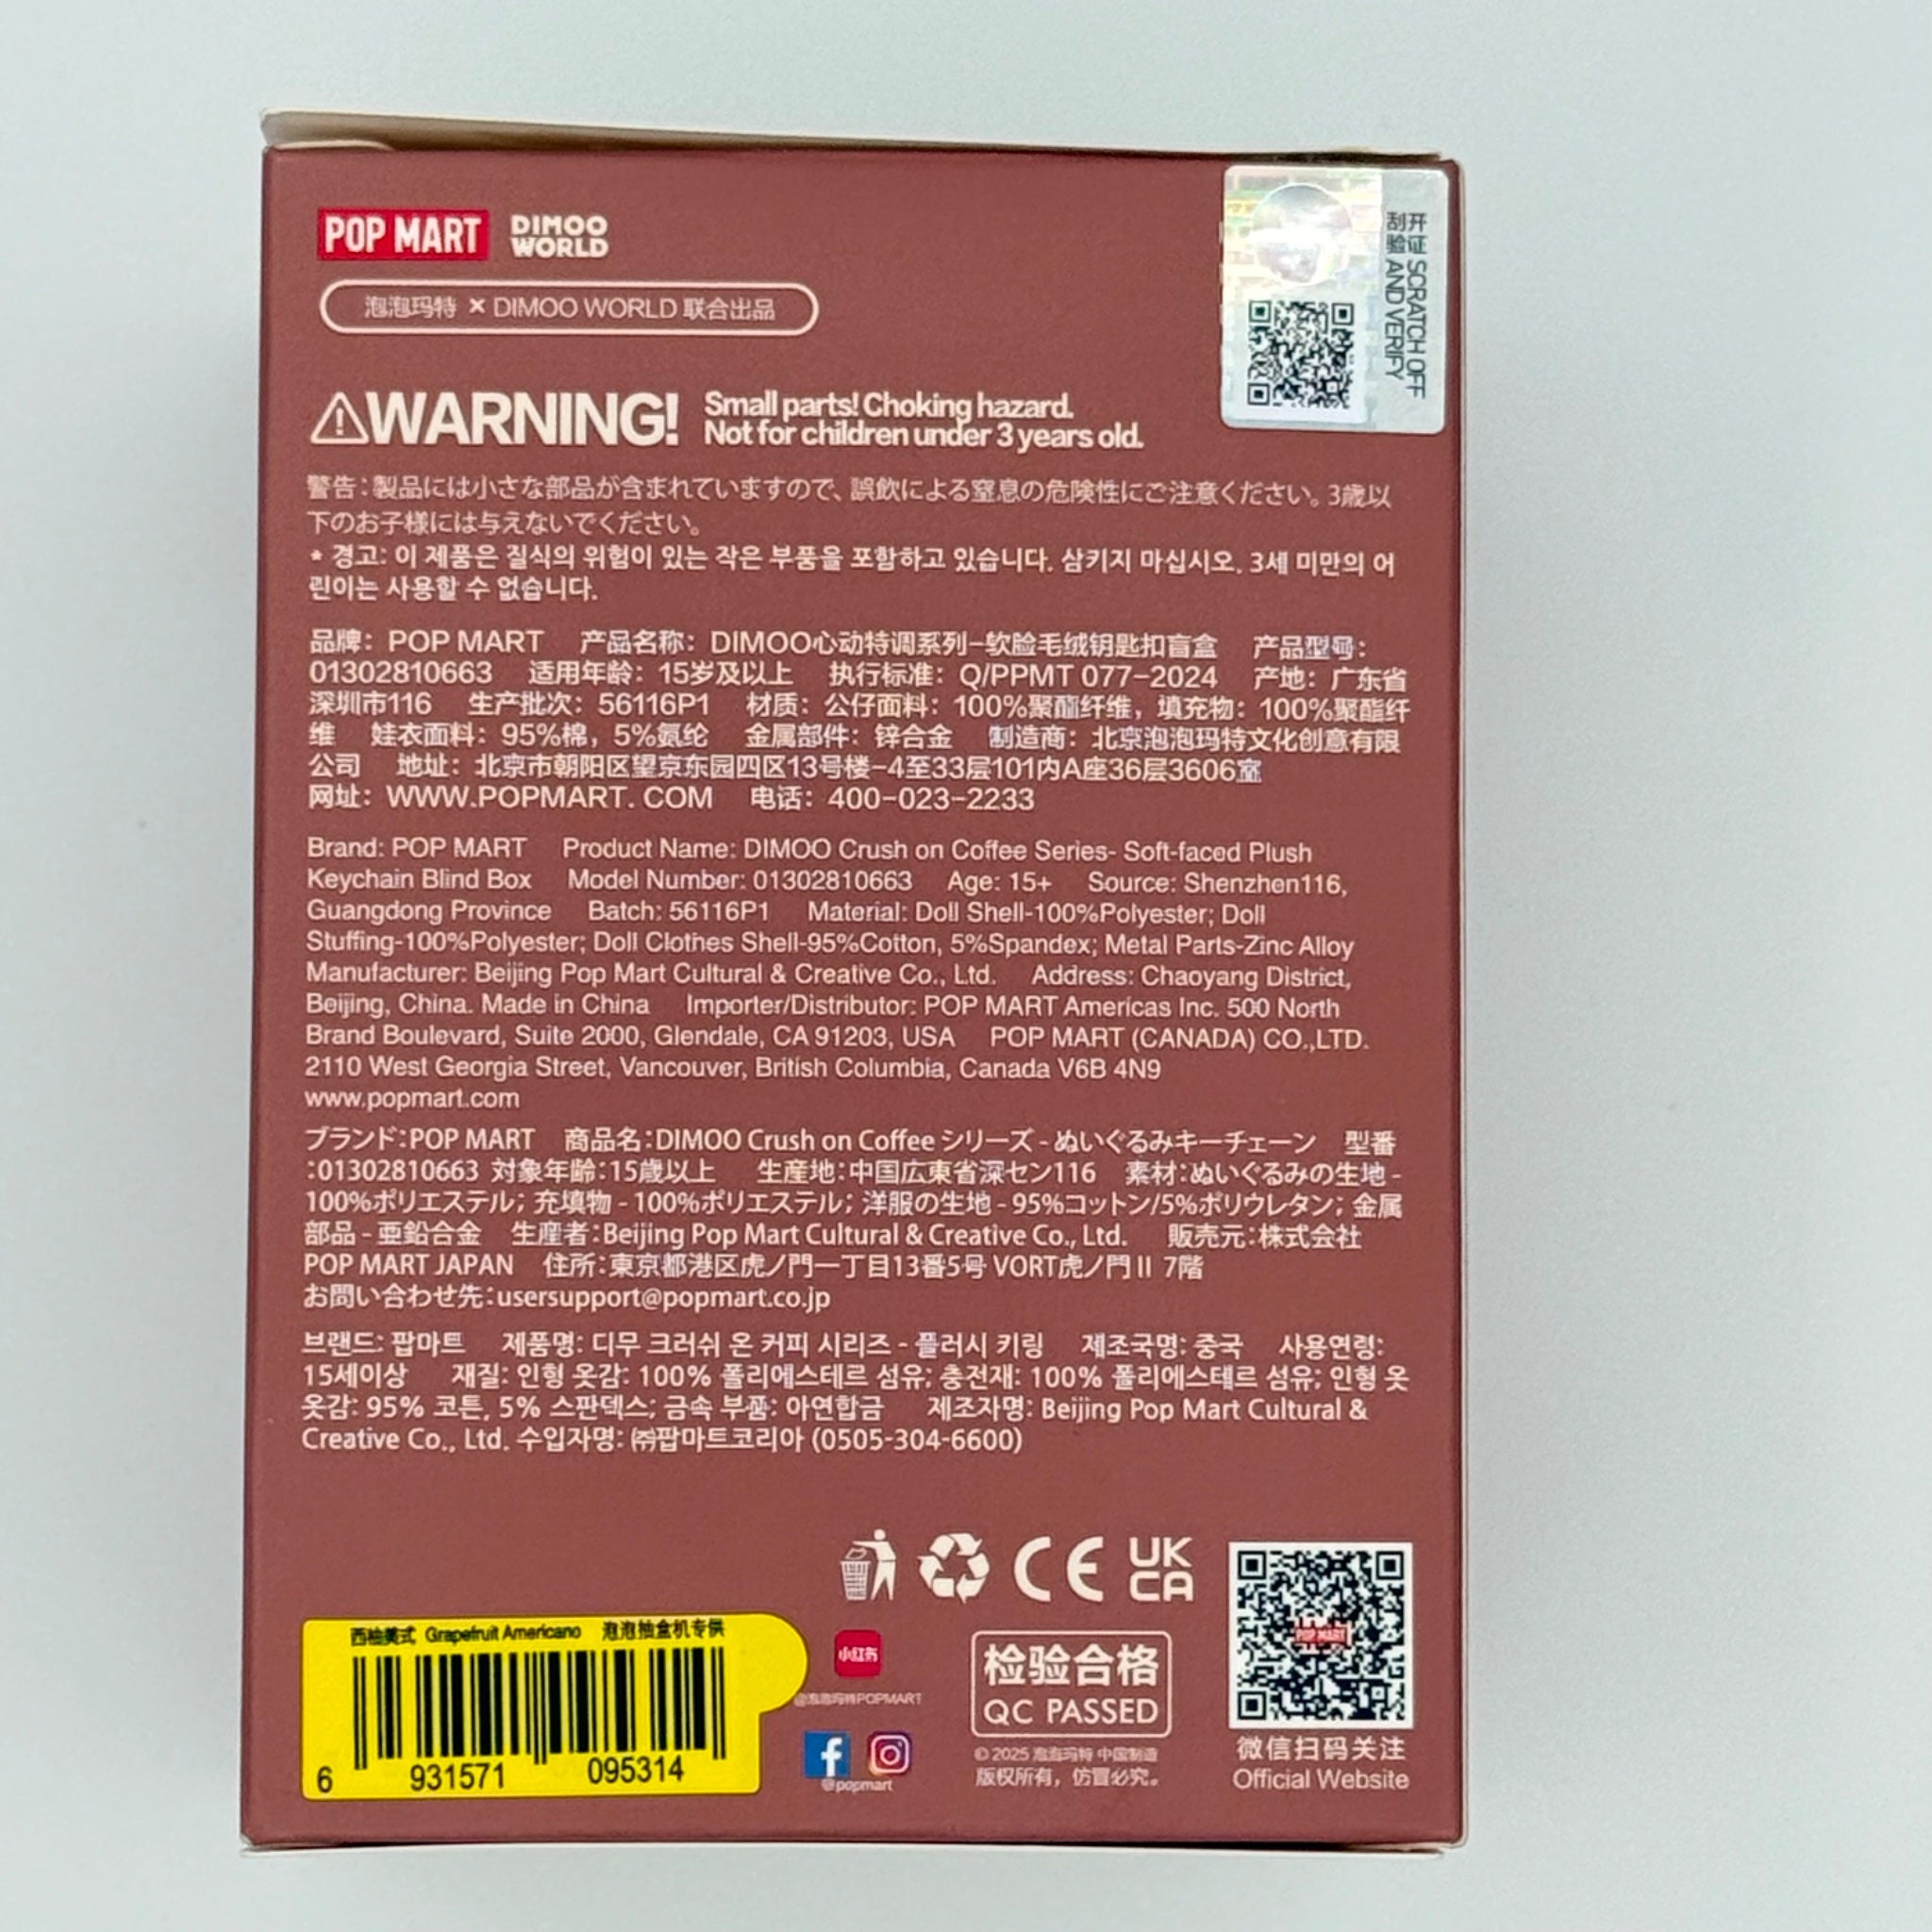 POP MART DIMOO WORLD
泡泡玛特 × DIMOO WORLD 联合出品
刮开 SCRATCH OFF
验证 AND VERIFY
⚠WARNING! Small parts! Choking hazard.
Not for children under 3 years old.
警告:製品には小さな部品が含まれていますので、誤飲による窒息の危険性にご注意ください。3歳以
下のお子様には与えないでください。
* 경고: 이 제품은 질식의 위험이 있는 작은 부품을 포함하고 있습니다. 삼키지 마십시오. 3세 미만의 어
린이는 사용할 수 없습니다.
品牌：POP MART 产品名称：DIMOO心动特调系列-软脸毛绒钥匙扣盲盒 产品型号：
01302810663 适用年龄：15岁及以上 执行标准：Q/PPMT 077-2024 产地：广东省
深圳市116 生产批次：56116P1 材质：公仔面料：100%聚酯纤维，填充物：100%聚酯纤
维 娃衣面料：95%棉，5%氨纶 金属部件：锌合金 制造商：北京泡泡玛特文化创意有限
公司 地址：北京市朝阳区望京东园四区13号楼-4至33层101内A座36层3606室
网址：WWW.POPMART. COM 电话：400-023-2233
Brand: POP MART Product Name: DIMOO Crush on Coffee Series- Soft-faced Plush
Keychain Blind Box Model Number: 01302810663 Age: 15+ Source: Shenzhen116,
Guangdong Province Batch: 56116P1 Material: Doll Shell-100%Polyester; Doll
Stuffing-100%Polyester; Doll Clothes Shell-95%Cotton, 5%Spandex; Metal Parts-Zinc Alloy
Manufacturer: Beijing Pop Mart Cultural & Creative Co., Ltd. Address: Chaoyang District,
Beijing, China. Made in China Importer/Distributor: POP MART Americas Inc. 500 North
Brand Boulevard, Suite 2000, Glendale, CA 91203, USA POP MART (CANADA) CO.,LTD.
2110 West Georgia Street, Vancouver, British Columbia, Canada V6B 4N9
www.popmart.com
ブランド:POP MART 商品名:DIMOO Crush on Coffee シリーズ - ぬいぐるみキーチェーン 型番
:01302810663 対象年齢:15歳以上 生産地:中国広東省深セン116 素材:ぬいぐるみの生地 -
100%ポリエステル; 充填物 - 100%ポリエステル; 洋服の生地 - 95%コットン/5%ポリウレタン; 金属
部品 - 亜鉛合金 生産者:Beijing Pop Mart Cultural & Creative Co., Ltd. 販売元:株式会社
POP MART JAPAN 住所:東京都港区虎ノ門一丁目13番5号 VORT虎ノ門 II 7階
お問い合わせ先:usersupport@popmart.co.jp
브랜드: 팝마트 제품명: 디무 크러쉬 온 커피 시리즈 - 플러시 키링 제조국명: 중국 사용연령:
15세이상 재질: 인형 옷감: 100% 폴리에스테르 섬유; 충전재: 100% 폴리에스테르 섬유; 인형 옷
옷감: 95% 코튼, 5% 스판덱스; 금속 부품: 아연합금 제조자명: Beijing Pop Mart Cultural &
Creative Co., Ltd. 수입자명: ㈜팝마트코리아 (0505-304-6600)
CE UK
CA
西柚美式 Grapefruit Americano 泡泡抽盒机专供
6 931571 095314
小红书
@泡泡玛特POPMART
@popmart
检验合格
QC PASSED
© 2025 泡泡玛特 中国制造
版权所有，仿冒必究。
POP MART
微信扫码关注
Official Website